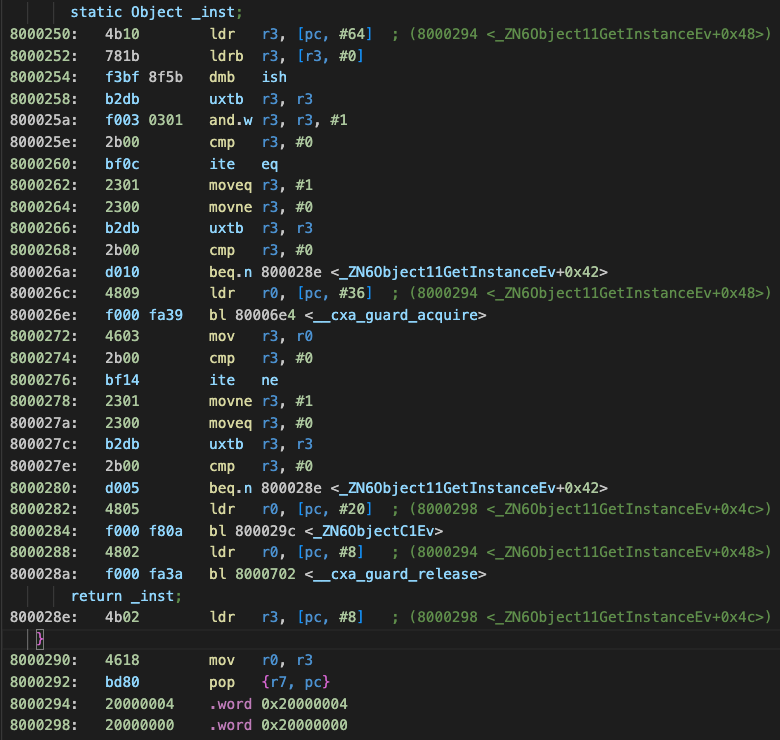 static Object _inst;
8000250: 4b10 ldr r3, [pc, #64] ; (8000294 <_ZN6Object11GetInstanceEv+0x48>)
8000252: 781b ldrb r3, [r3, #0]
8000254: f3bf 8f5b dmb ish
8000258: b2db uxtb r3, r3
800025a: f003 0301 and.w r3, r3, #1
800025e: 2b00 cmp r3, #0
8000260: bf0c ite eq
8000262: 2301 moveq r3, #1
8000264: 2300 movne r3, #0
8000266: b2db uxtb r3, r3
8000268: 2b00 cmp r3, #0
800026a: d010 beq.n 800028e <_ZN6Object11GetInstanceEv+0x42>
800026c: 4809 ldr r0, [pc, #36] ; (8000294 <_ZN6Object11GetInstanceEv+0x48>)
800026e: f000 fa39 bl 80006e4 <__cxa_guard_acquire>
8000272: 4603 mov r3, r0
8000274: 2b00 cmp r3, #0
8000276: bf14 ite ne
8000278: 2301 movne r3, #1
800027a: 2300 moveq r3, #0
800027c: b2db uxtb r3, r3
800027e: 2b00 cmp r3, #0
8000280: d005 beq.n 800028e <_ZN6Object11GetInstanceEv+0x42>
8000282: 4805 ldr r0, [pc, #20] ; (8000298 <_ZN6Object11GetInstanceEv+0x4c>)
8000284: f000 f80a bl 800029c <_ZN6ObjectC1Ev>
8000288: 4802 ldr r0, [pc, #8] ; (8000294 <_ZN6Object11GetInstanceEv+0x48>)
800028a: f000 fa3a bl 8000702 <__cxa_guard_release>
return _inst;
800028e: 4b02 ldr r3, [pc, #8] ; (8000298 <_ZN6Object11GetInstanceEv+0x4c>)
}
8000290: 4618 mov r0, r3
8000292: bd80 pop {r7, pc}
8000294: 20000004 .word 0x20000004
8000298: 20000000 .word 0x20000000